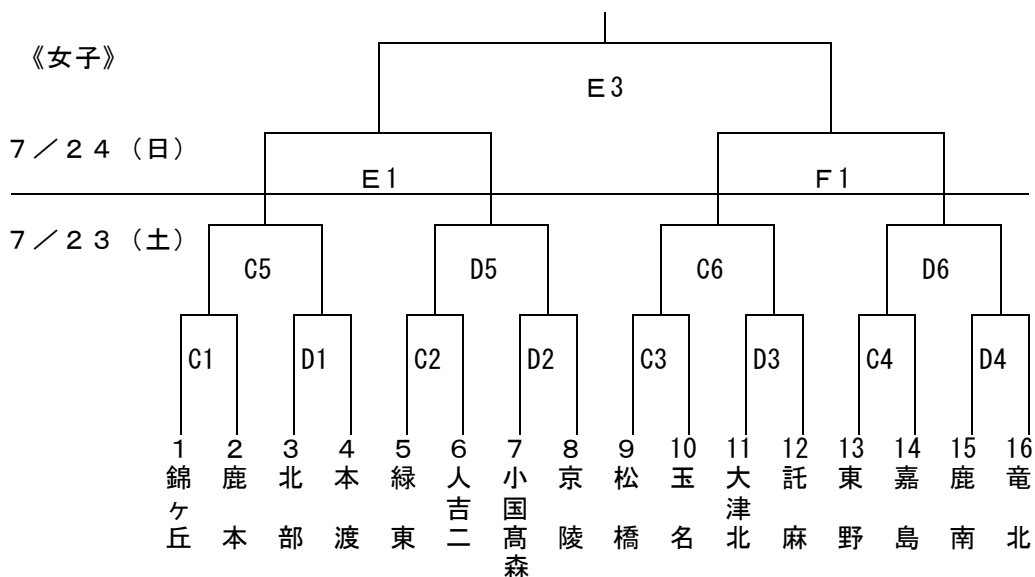 《女子》
Ｅ3
７／２４（日）
Ｅ1
Ｆ1
７／２３（土）
C5
D5
C6
D6
C1
D1
C2
D2
C3
D3
C4
D4
1
2
3
4
5
6
7
8
9
10
11
12
13
14
15
16
錦ヶ丘
鹿本
北部
本渡
緑東
人吉二
小国髙森
京陵
松橋
玉名
大津北
託麻
東野
嘉島
鹿南
竜北